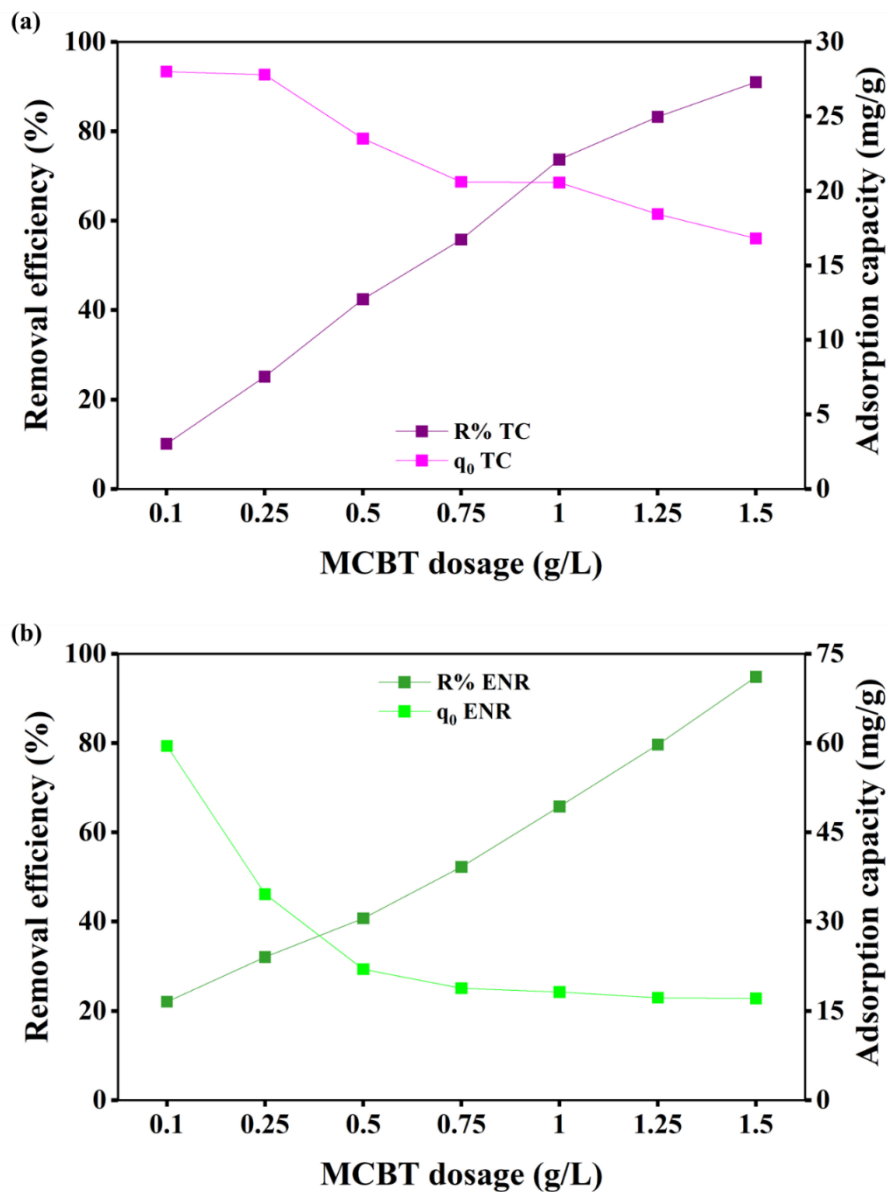 (a)
100
80
60
40
20
0
Removal efficiency (%)
30
25
20
15
10
5
0
Adsorption capacity (mg/g)
R% TC
q₀ TC
0.1 0.25 0.5 0.75 1 1.25 1.5
MCBT dosage (g/L)
(b)
100
80
60
40
20
0
Removal efficiency (%)
75
60
45
30
15
0
Adsorption capacity (mg/g)
R% ENR
q₀ ENR
0.1 0.25 0.5 0.75 1 1.25 1.5
MCBT dosage (g/L)